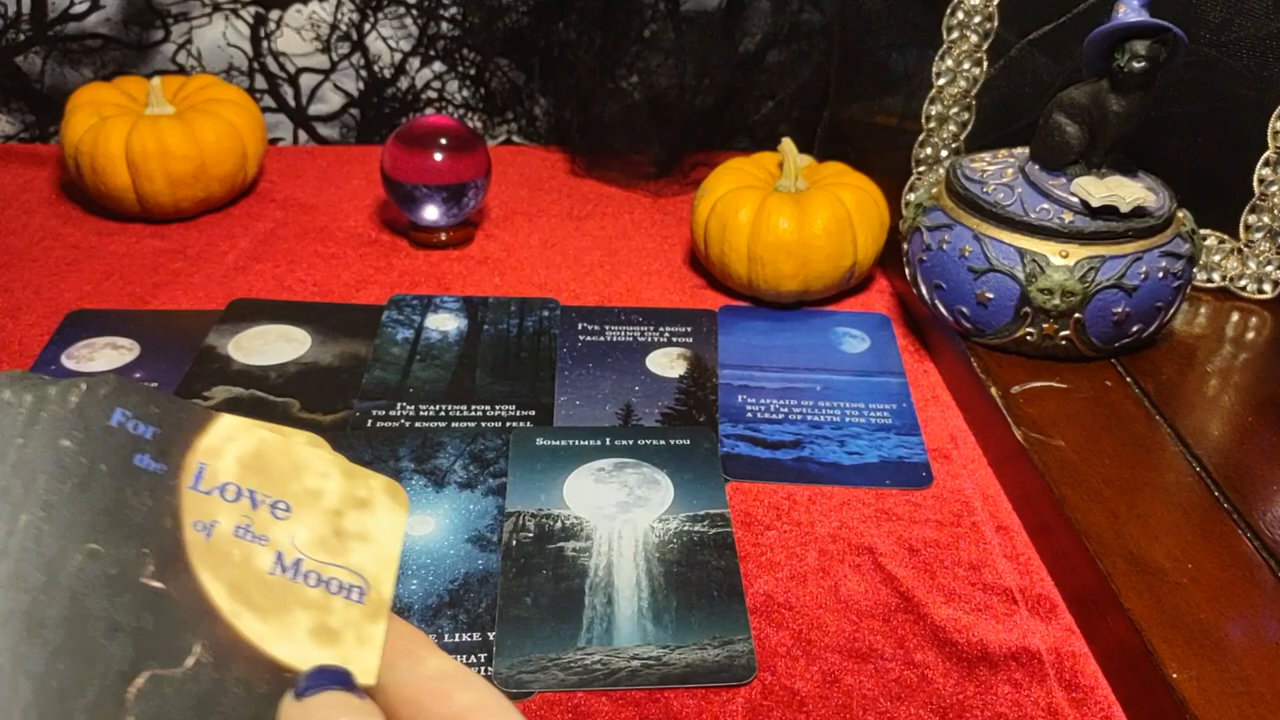 I'm waiting for you
to give me a clear opening
I don't know how you feel
I've thought about
going on a
vacation with you
I'm afraid of getting hurt
but I'm willing to take
a leap of faith for you
For
the
Love
of the
Moon
Sometimes I cry over you
like